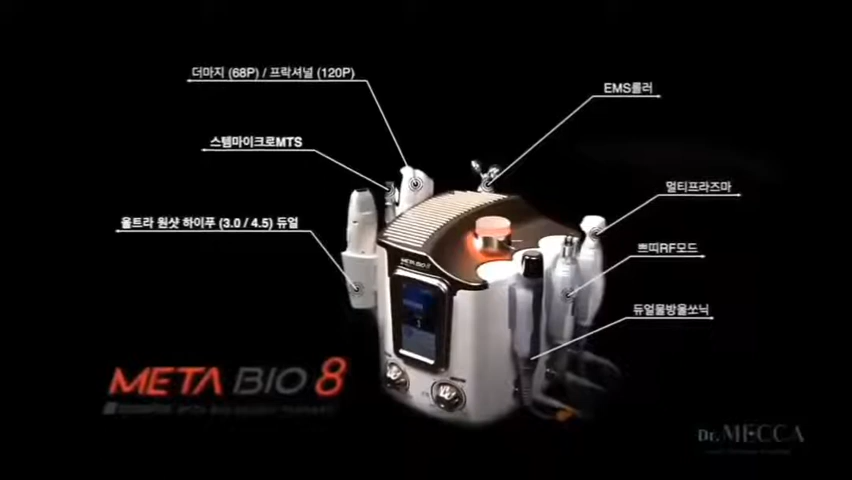 더마지 (68P) / 프락셔널 (120P)
EMS롤러
스템마이크로MTS
멀티프라즈마
울트라 원샷 하이푸 (3.0 / 4.5) 듀얼
쁘띠RF모드
META BIO 8
듀얼물방울쏘닉
META BIO 8
Dr.MECCA